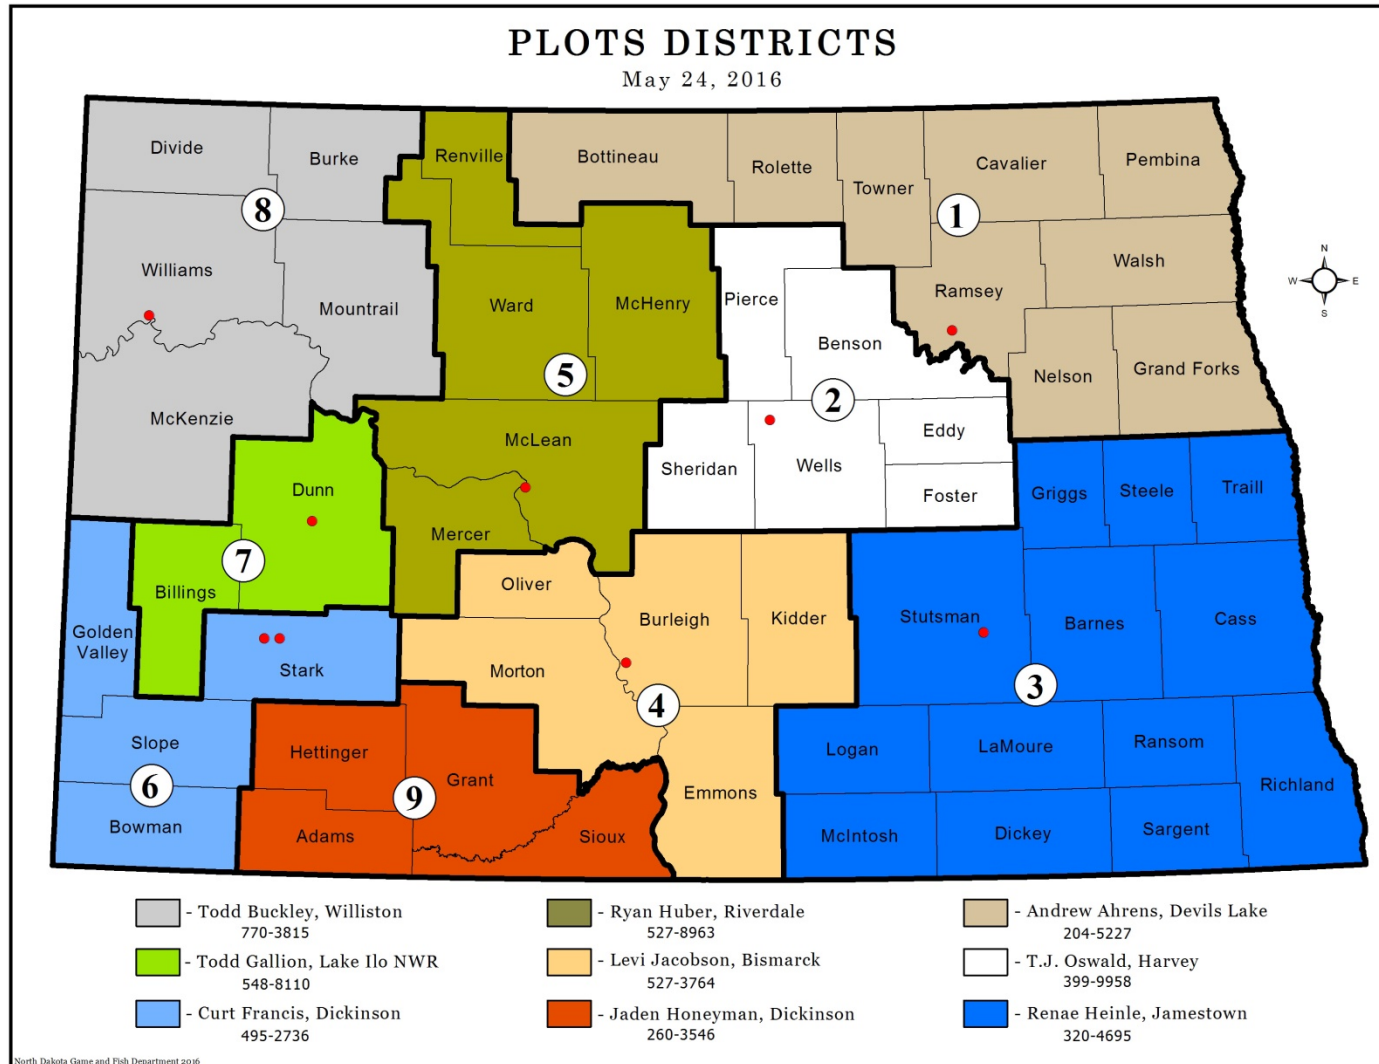 PLOTS DISTRICTS
May 24, 2016
Divide
Burke
Renville
Bottineau
Rolette
Towner
Cavalier
Pembina
8
1
Williams
Mountrail
Ward
McHenry
Pierce
Benson
Ramsey
Walsh
N
W
E
S
5
2
Nelson
Grand Forks
McKenzie
McLean
Sheridan
Wells
Eddy
Foster
Dunn
Mercer
Griggs
Steele
Traill
7
Billings
Oliver
Burleigh
Kidder
Stutsman
Barnes
Cass
Golden
Valley
Stark
Morton
4
3
Slope
Hettinger
Grant
Emmons
Logan
LaMoure
Ransom
Richland
6
9
Bowman
Adams
Sioux
McIntosh
Dickey
Sargent
- Todd Buckley, Williston
770-3815
- Todd Gallion, Lake Ilo NWR
548-8110
- Curt Francis, Dickinson
495-2736
- Ryan Huber, Riverdale
527-8963
- Levi Jacobson, Bismarck
527-3764
- Jaden Honeyman, Dickinson
260-3546
- Andrew Ahrens, Devils Lake
204-5227
- T.J. Oswald, Harvey
399-9958
- Renae Heinle, Jamestown
320-4695
North Dakota Game and Fish Department 2016